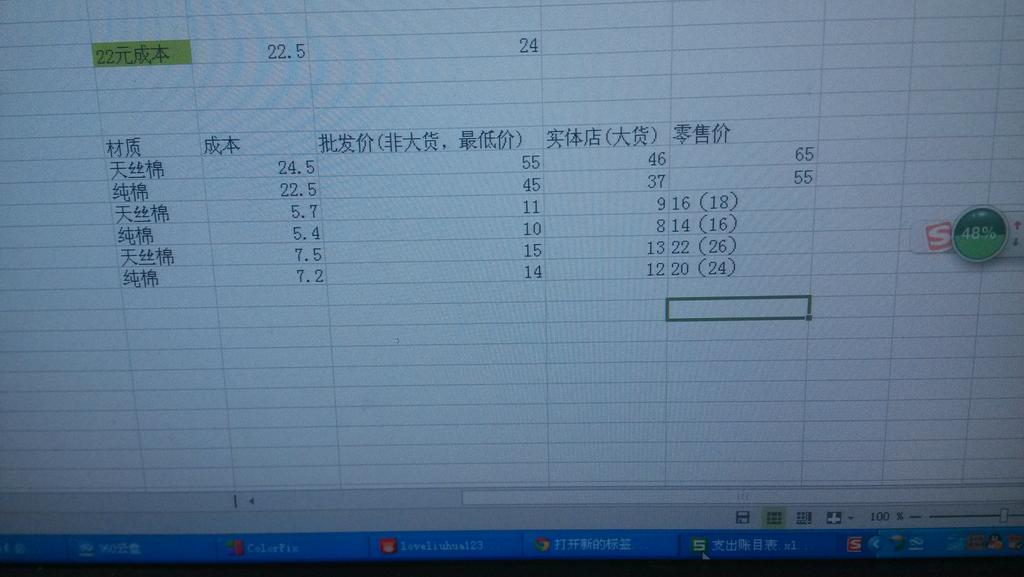 22元成本 22.5 24
材质 成本 批发价(非大货，最低价) 实体店(大货) 零售价
天丝棉 24.5 55 46 65
纯棉 22.5 45 37 55
天丝棉 5.7 11 9 16（18）
纯棉 5.4 10 8 14（16）
天丝棉 7.5 15 13 22（26）
纯棉 7.2 14 12 20（24）
48%
100 %
360云盘 ColorPix loveliuhua123 打开新的标签... 支出账目表.xl...